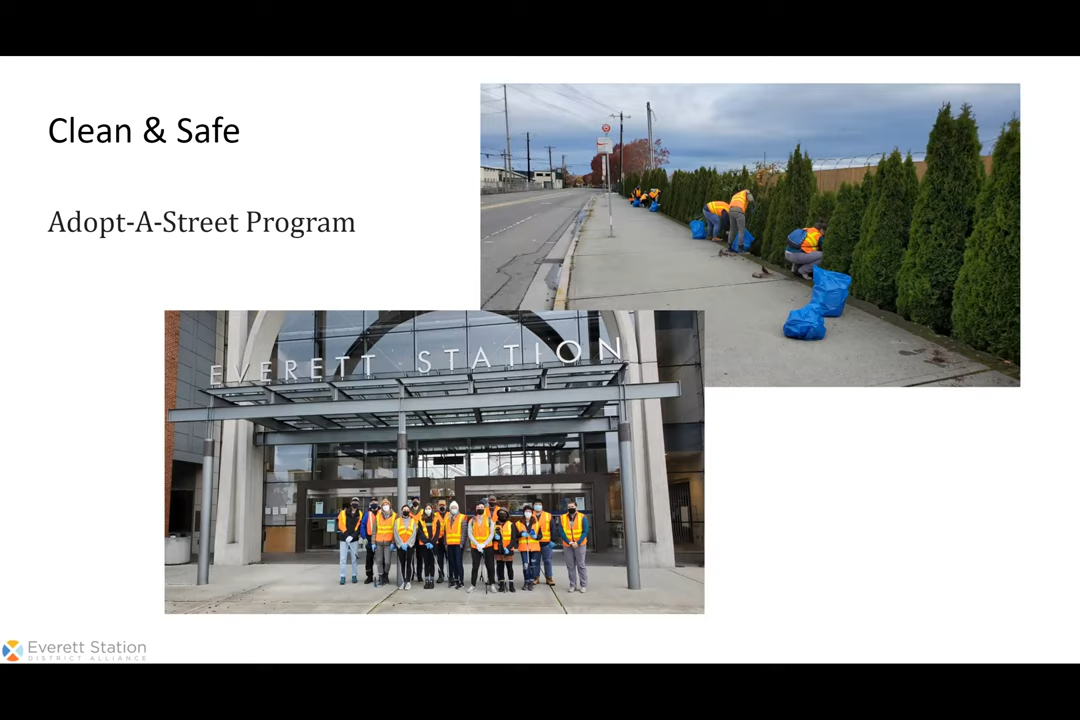 Clean & Safe
Adopt-A-Street Program
EVERETT STATION
Everett Station
DISTRICT ALLIANCE